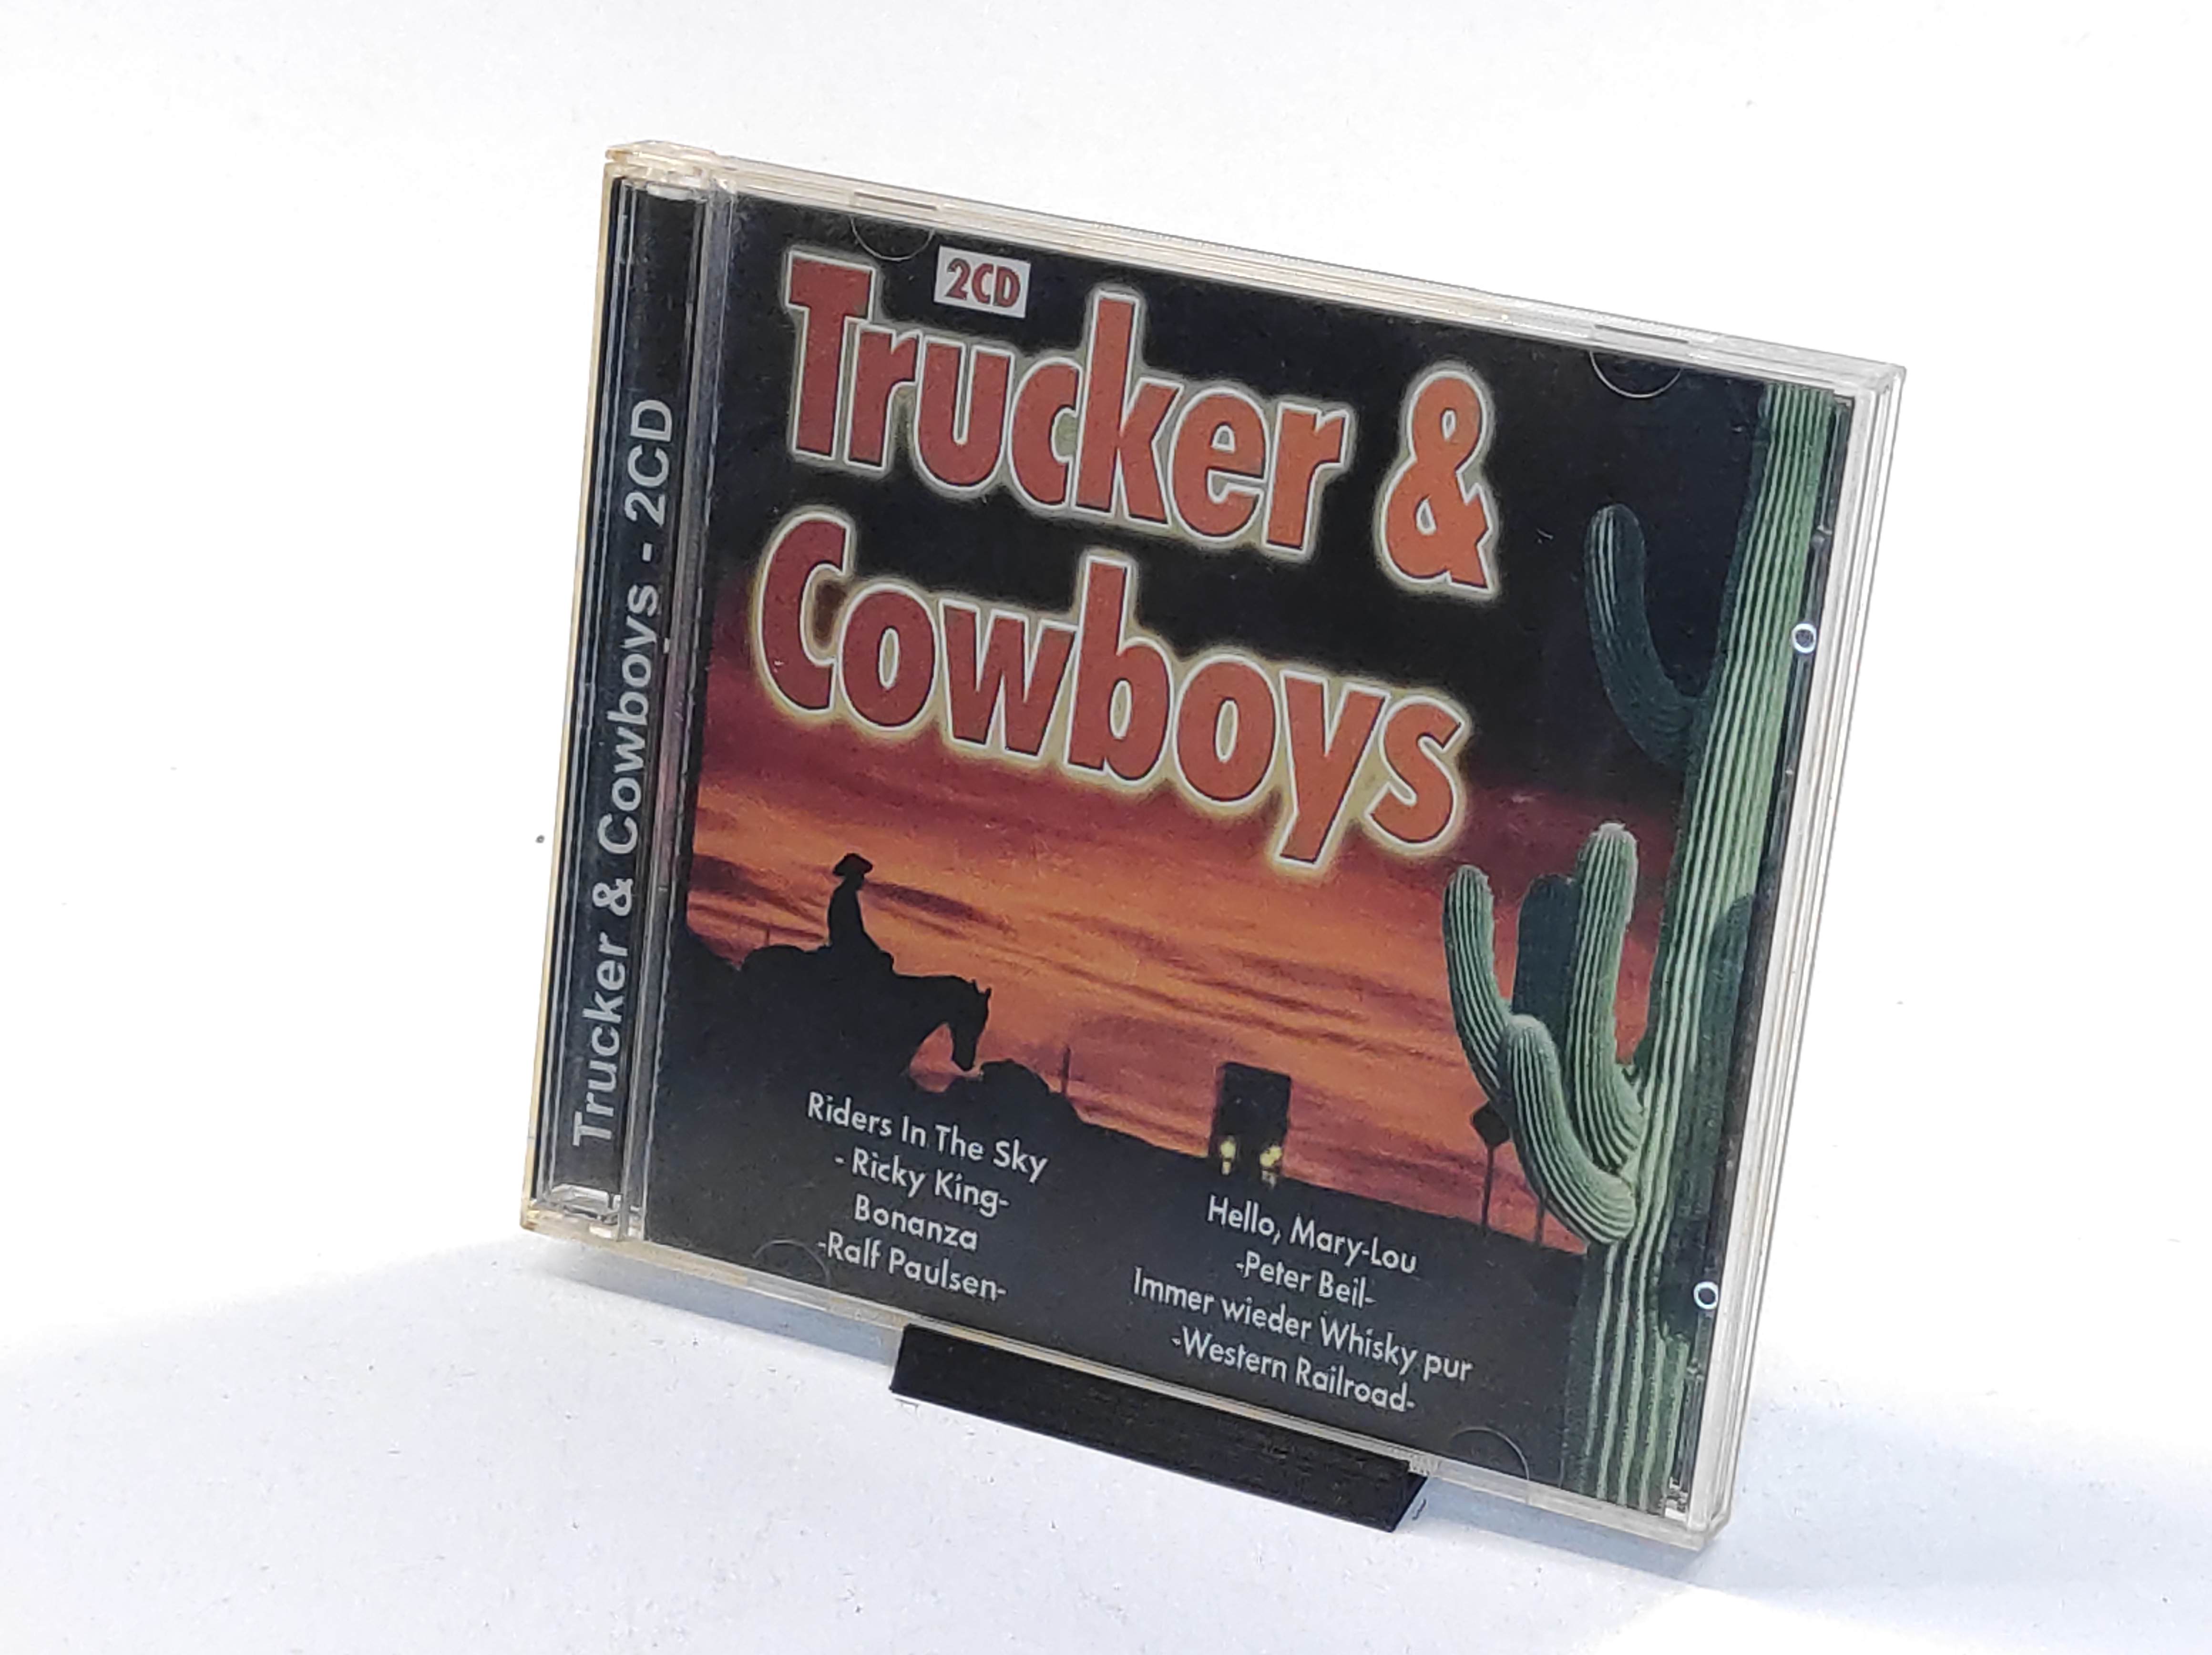 Trucker & Cowboys - 2CD
2CD
Trucker &
Cowboys
Riders In The Sky
- Ricky King-
Bonanza
-Ralf Paulsen-
Hello, Mary-Lou
-Peter Beil-
Immer wieder Whisky pur
-Western Railroad-